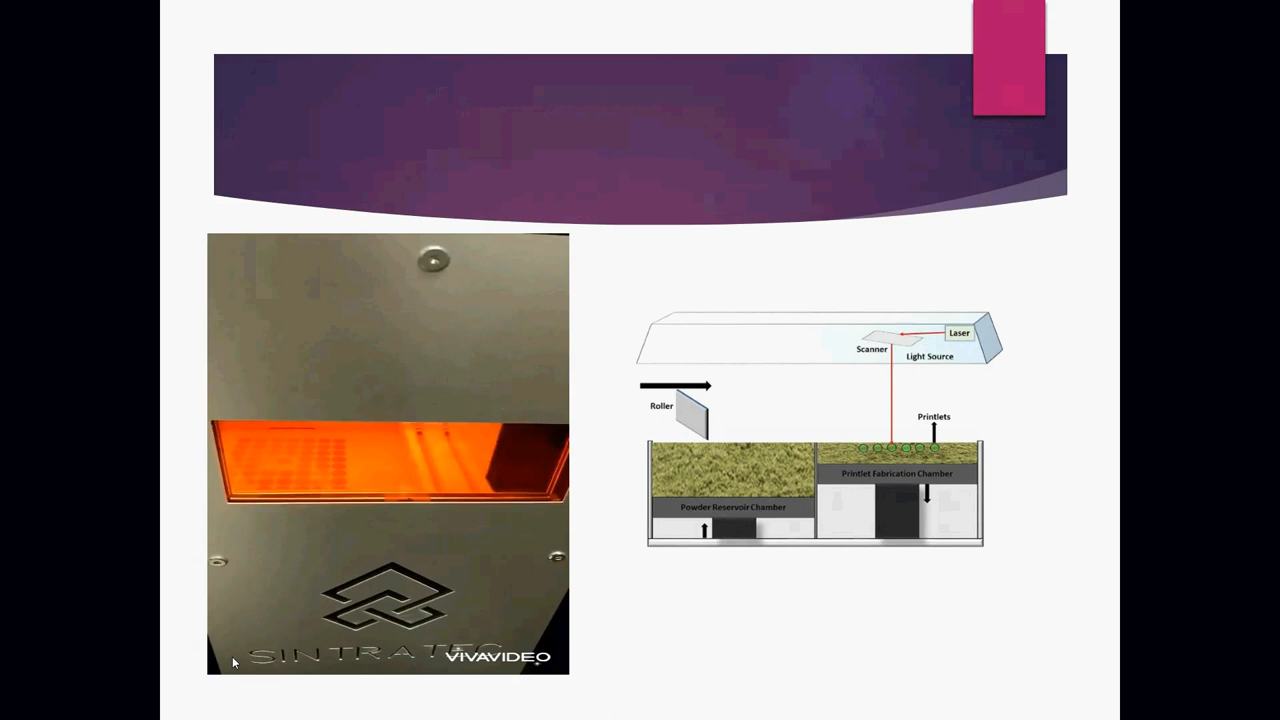 Laser
Scanner
Light Source
Roller
Printlets
Printlet Fabrication Chamber
Powder Reservoir Chamber
SINTRATEC
VIVAVIDEO